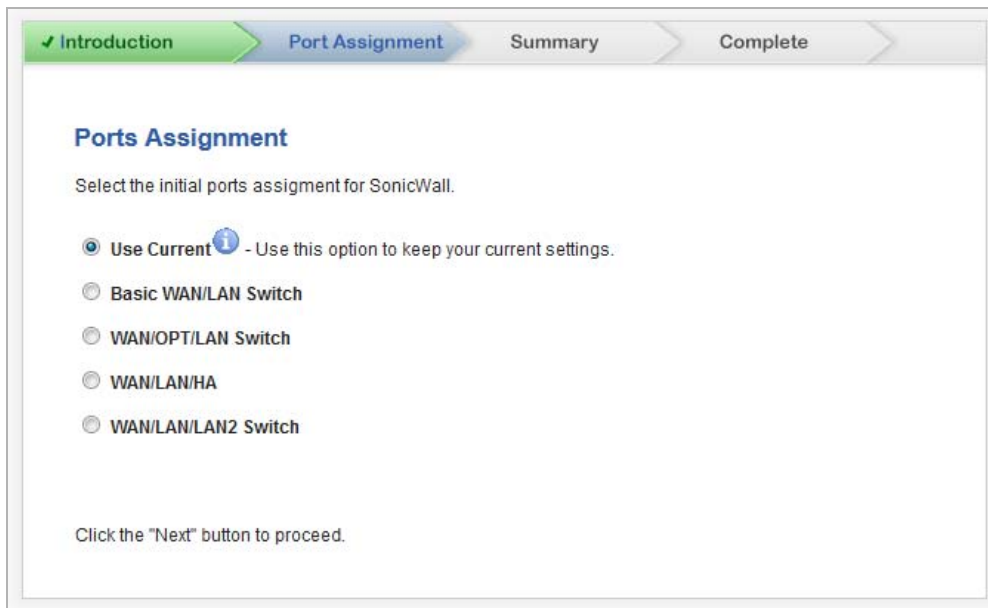 ✔ Introduction
Port Assignment
Summary
Complete
Ports Assignment
Select the initial ports assigment for SonicWall.
Use Current i - Use this option to keep your current settings.
Basic WAN/LAN Switch
WAN/OPT/LAN Switch
WAN/LAN/HA
WAN/LAN/LAN2 Switch
Click the "Next" button to proceed.